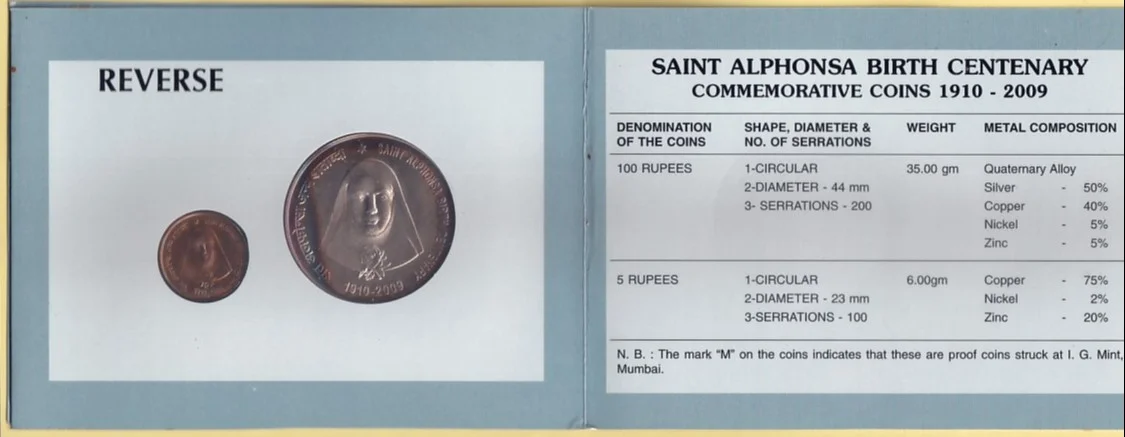 REVERSE
SAINT ALPHONSA BIRTH
1910-2009
SAINT ALPHONSA BIRTH CENTENARY
COMMEMORATIVE COINS 1910 - 2009
DENOMINATION OF THE COINS
SHAPE, DIAMETER & NO. OF SERRATIONS
WEIGHT
METAL COMPOSITION
100 RUPEES 1-CIRCULAR 35.00 gm Quaternary Alloy
2-DIAMETER - 44 mm Silver - 50%
3- SERRATIONS - 200 Copper - 40%
Nickel - 5%
Zinc - 5%
5 RUPEES 1-CIRCULAR 6.00gm Copper - 75%
2-DIAMETER - 23 mm Nickel - 2%
3-SERRATIONS - 100 Zinc - 20%
N. B. : The mark “M” on the coins indicates that these are proof coins struck at I. G. Mint,
Mumbai.